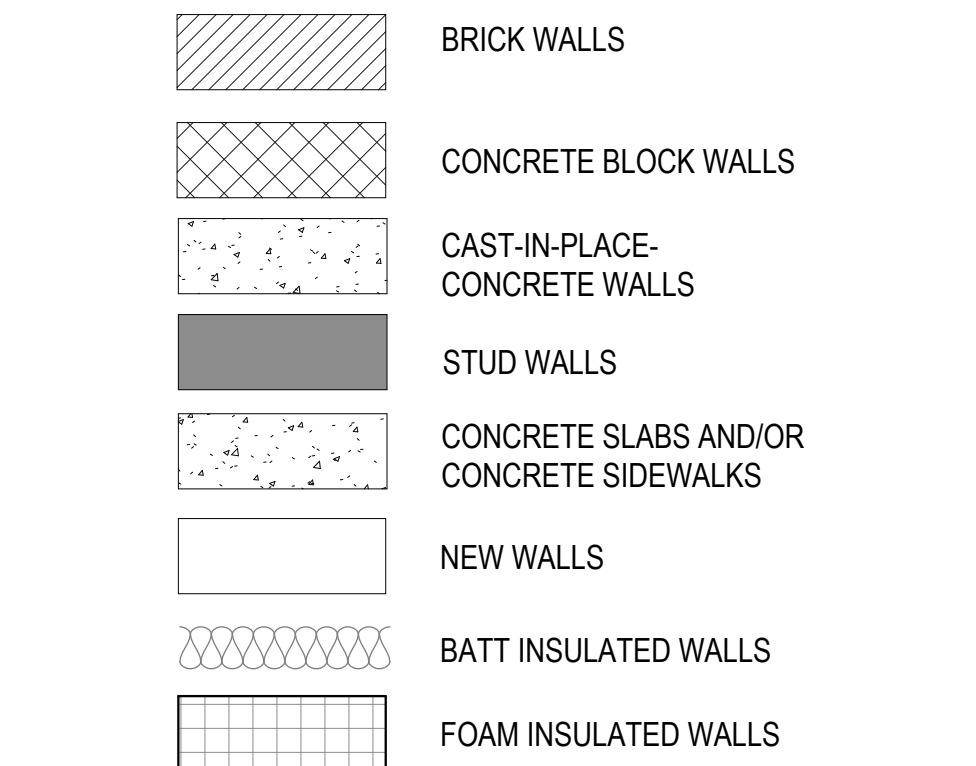 BRICK WALLS
CONCRETE BLOCK WALLS
CAST-IN-PLACE-
CONCRETE WALLS
STUD WALLS
CONCRETE SLABS AND/OR
CONCRETE SIDEWALKS
NEW WALLS
BATT INSULATED WALLS
FOAM INSULATED WALLS